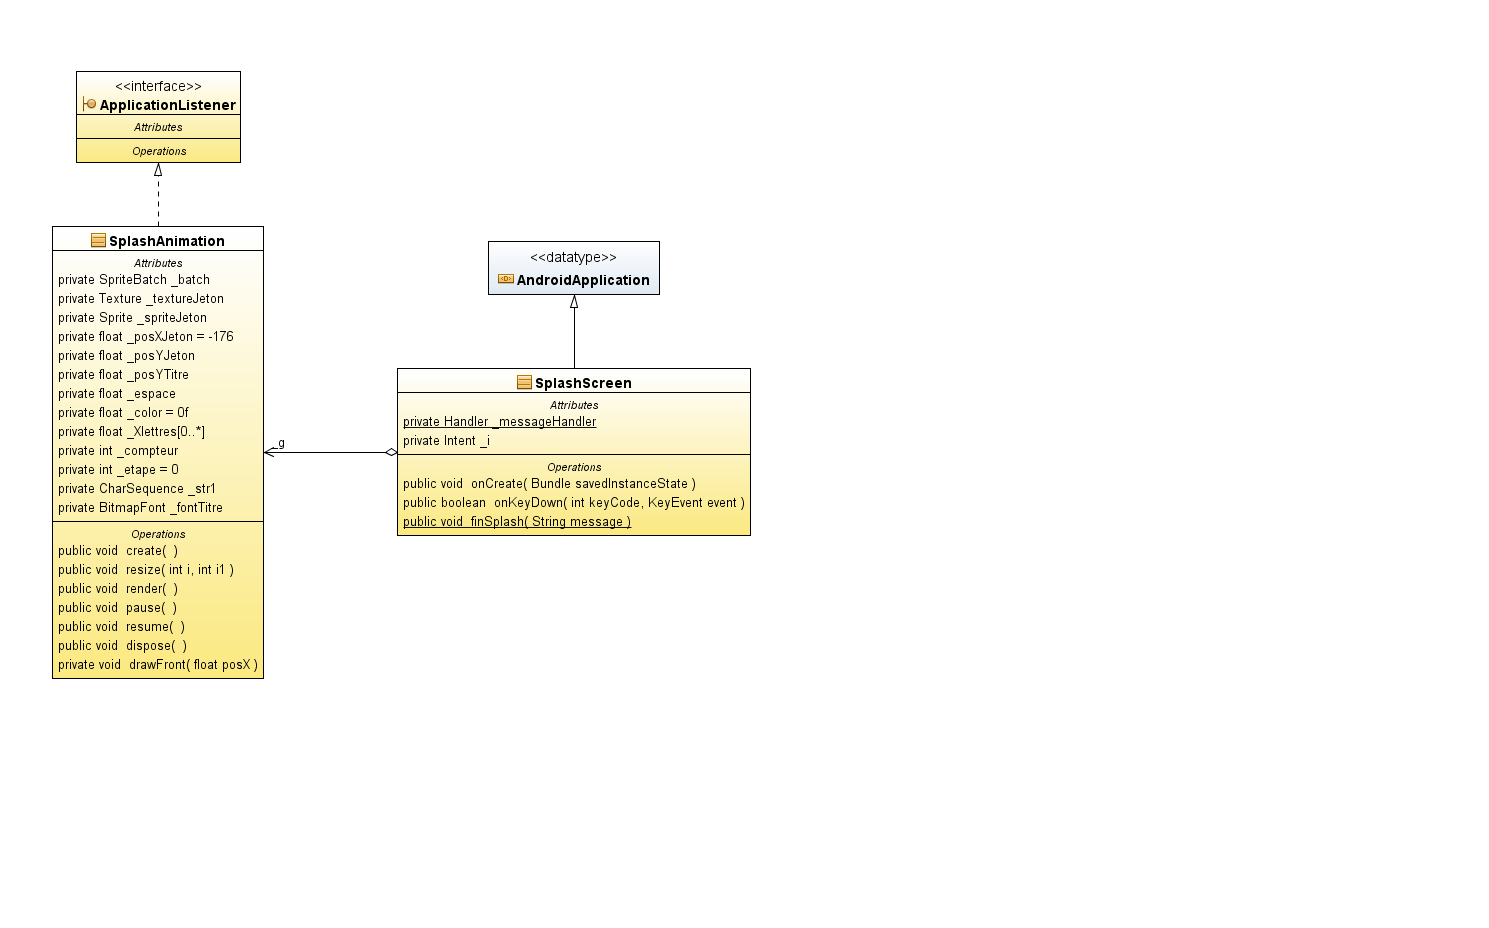 <<interface>>
ApplicationListener
Attributes
Operations
SplashAnimation
Attributes
private SpriteBatch _batch
private Texture _textureJeton
private Sprite _spriteJeton
private float _posXJeton = -176
private float _posYJeton
private float _posYTitre
private float _espace
private float _color = 0f
private float _Xlettres[0..*]
private int _compteur
private int _etape = 0
private CharSequence _str1
private BitmapFont _fontTitre
Operations
public void create( )
public void resize( int i, int i1 )
public void render( )
public void pause( )
public void resume( )
public void dispose( )
private void drawFront( float posX )
_g
<<datatype>>
<D>
AndroidApplication
SplashScreen
Attributes
private Handler _messageHandler
private Intent _i
Operations
public void onCreate( Bundle savedInstanceState )
public boolean onKeyDown( int keyCode, KeyEvent event )
public void finSplash( String message )